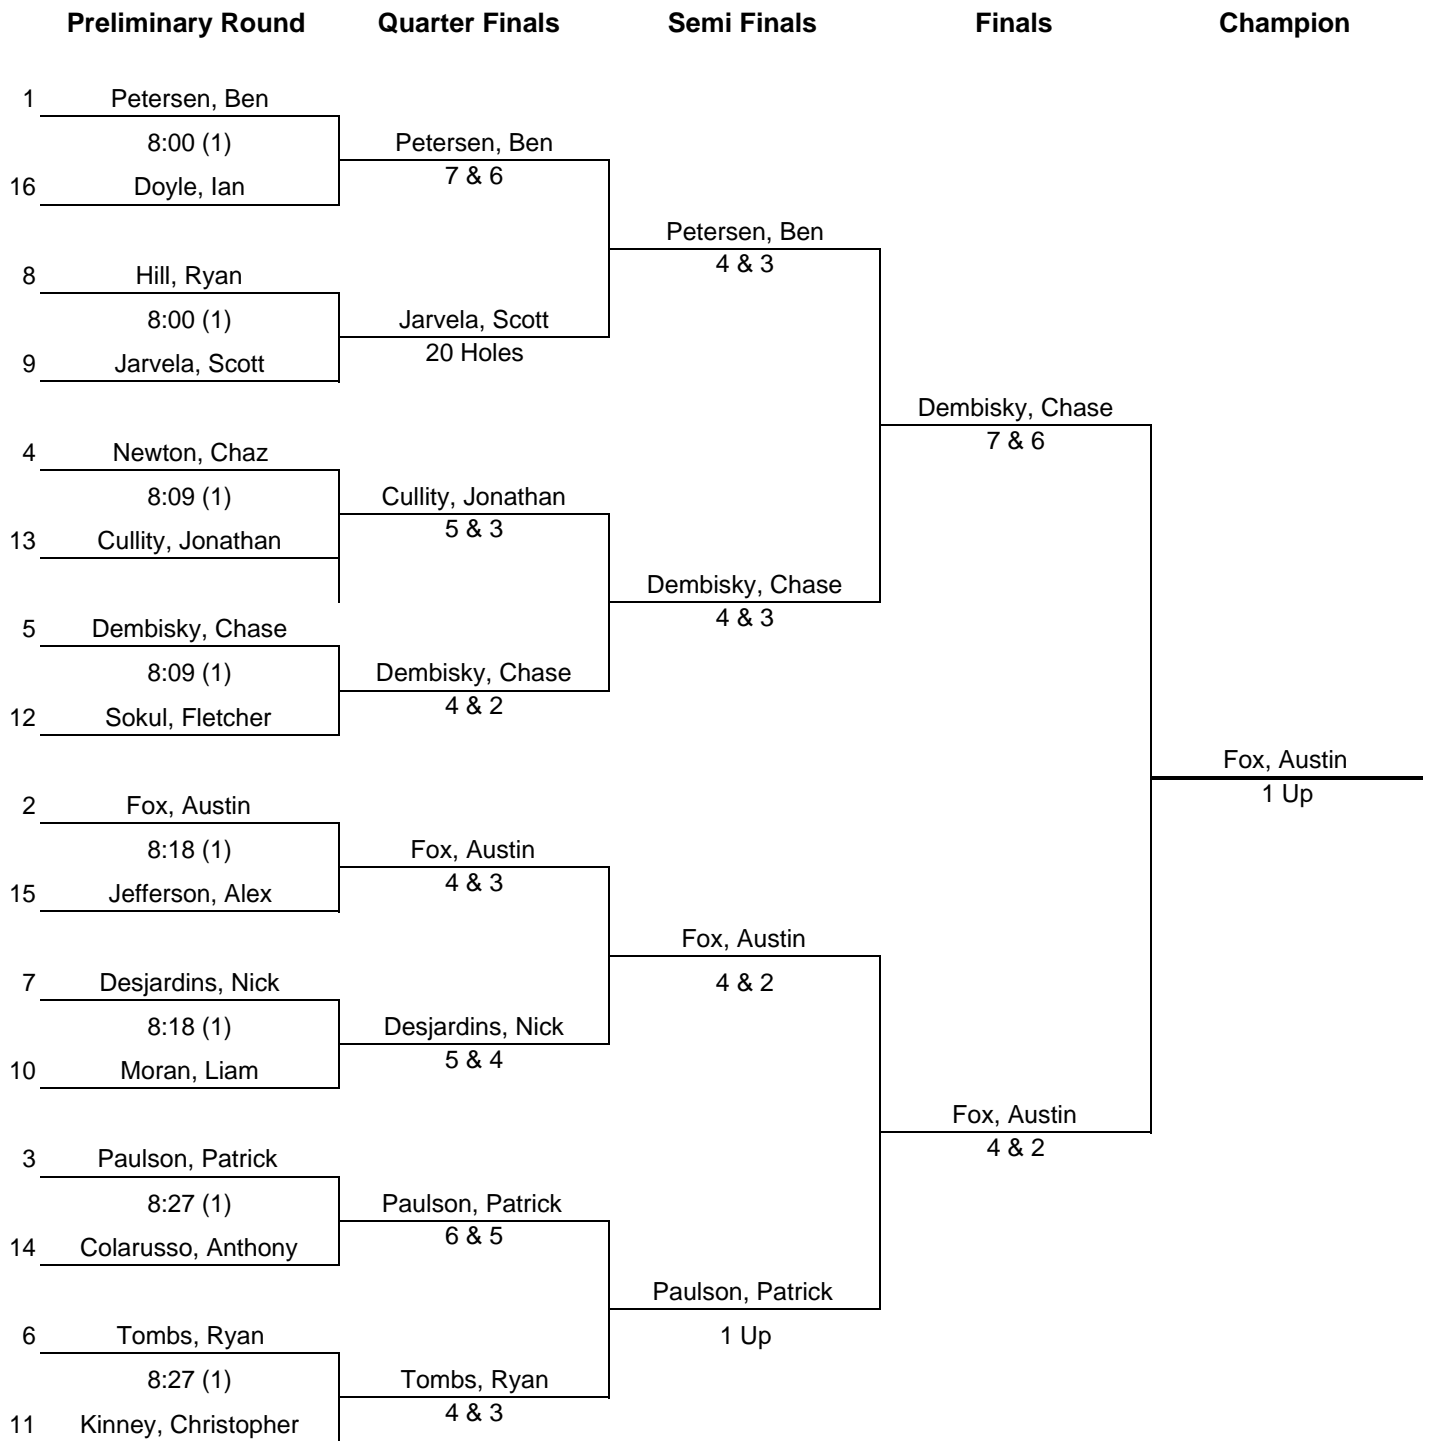 Preliminary Round Quarter Finals Semi Finals Finals Champion
1 Petersen, Ben
8:00 (1) Petersen, Ben
16 Doyle, Ian 7 & 6
Petersen, Ben
4 & 3
8 Hill, Ryan
8:00 (1) Jarvela, Scott
9 Jarvela, Scott 20 Holes
Dembisky, Chase
7 & 6
4 Newton, Chaz
8:09 (1) Cullity, Jonathan
13 Cullity, Jonathan 5 & 3
Dembisky, Chase
4 & 3
5 Dembisky, Chase
8:09 (1) Dembisky, Chase
12 Sokul, Fletcher 4 & 2
Fox, Austin
1 Up
2 Fox, Austin
8:18 (1) Fox, Austin
15 Jefferson, Alex 4 & 3
Fox, Austin
4 & 2
7 Desjardins, Nick
8:18 (1) Desjardins, Nick
10 Moran, Liam 5 & 4
Fox, Austin
4 & 2
3 Paulson, Patrick
8:27 (1) Paulson, Patrick
14 Colarusso, Anthony 6 & 5
Paulson, Patrick
1 Up
6 Tombs, Ryan
8:27 (1) Tombs, Ryan
11 Kinney, Christopher 4 & 3